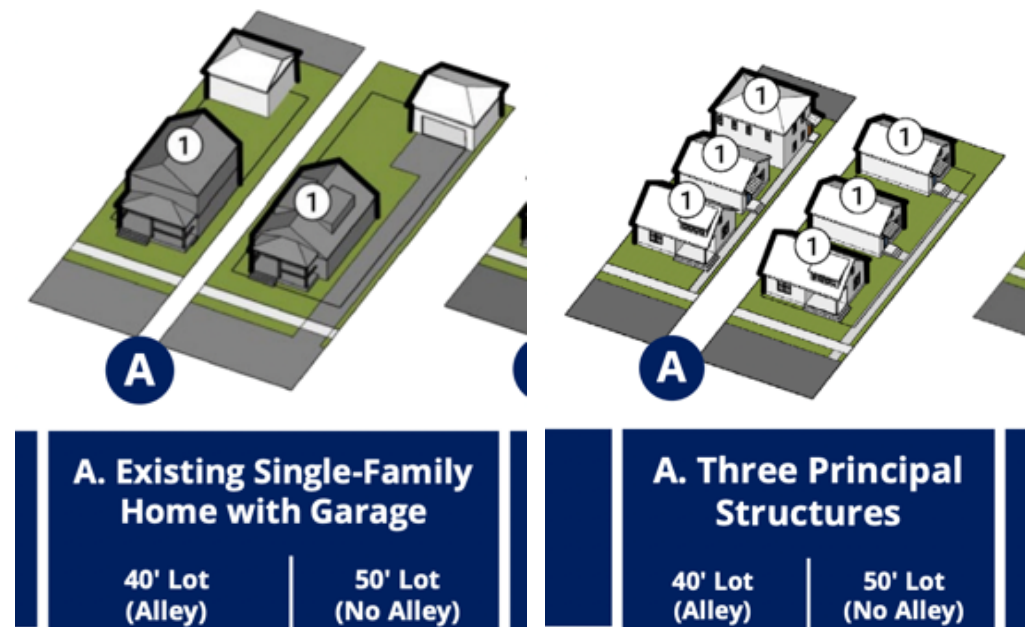 1
1
A
A. Existing Single-Family
Home with Garage
40' Lot
(Alley)
50' Lot
(No Alley)
1
1
1
1
1
1
A
A. Three Principal
Structures
40' Lot
(Alley)
50' Lot
(No Alley)